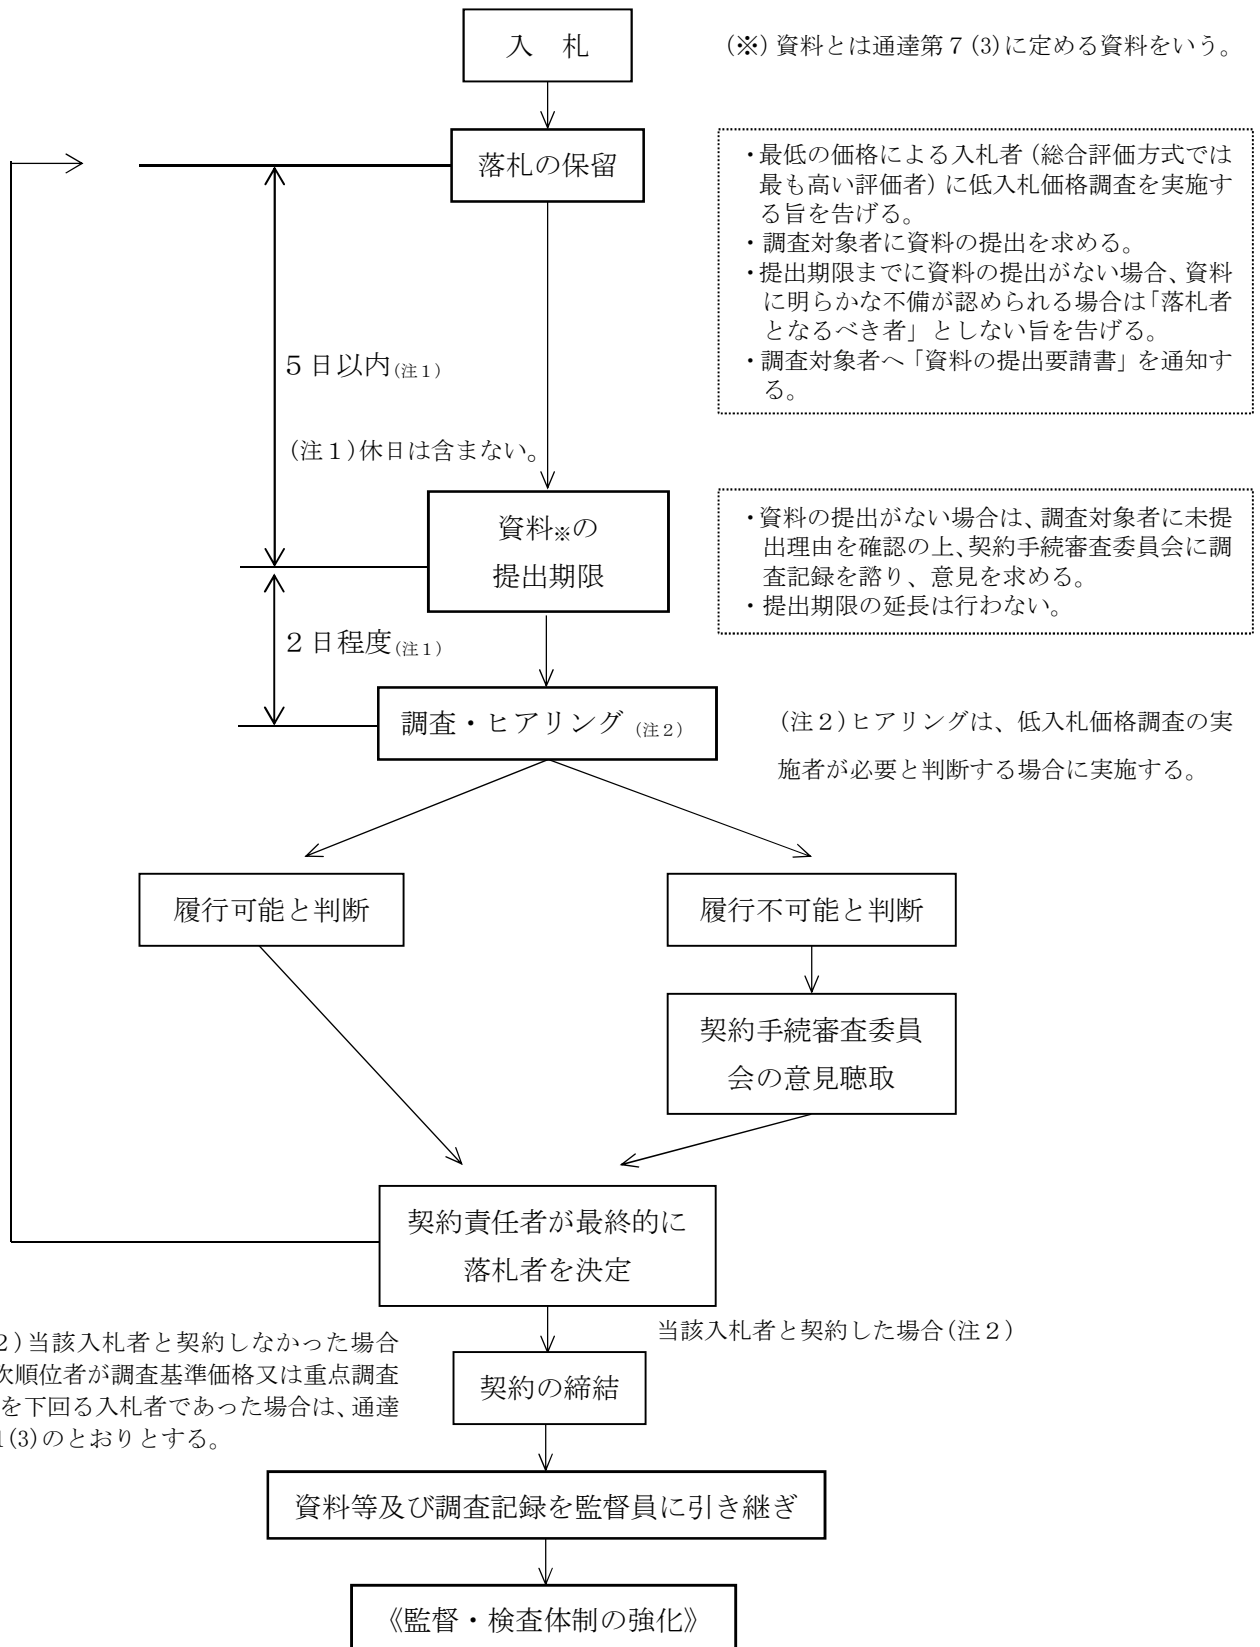 入　札
(※)資料とは通達第７(3)に定める資料をいう。
落札の保留
・最低の価格による入札者（総合評価方式では
最も高い評価者）に低入札価格調査を実施す
る旨を告げる。
・調査対象者に資料の提出を求める。
・提出期限までに資料の提出がない場合、資料
に明らかな不備が認められる場合は「落札者
となるべき者」としない旨を告げる。
・調査対象者へ「資料の提出要請書」を通知す
る。
５日以内(注１)
(注１)休日は含まない。
資料※の
提出期限
・資料の提出がない場合は、調査対象者に未提
出理由を確認の上、契約手続審査委員会に調
査記録を諮り、意見を求める。
・提出期限の延長は行わない。
２日程度(注１)
調査・ヒアリング (注２)
(注２)ヒアリングは、低入札価格調査の実
施者が必要と判断する場合に実施する。
履行可能と判断
履行不可能と判断
契約手続審査委員
会の意見聴取
契約責任者が最終的に
落札者を決定
２)当該入札者と契約しなかった場合
次順位者が調査基準価格又は重点調査
を下回る入札者であった場合は、通達
1(3)のとおりとする。
当該入札者と契約した場合(注２)
契約の締結
資料等及び調査記録を監督員に引き継ぎ
《監督・検査体制の強化》